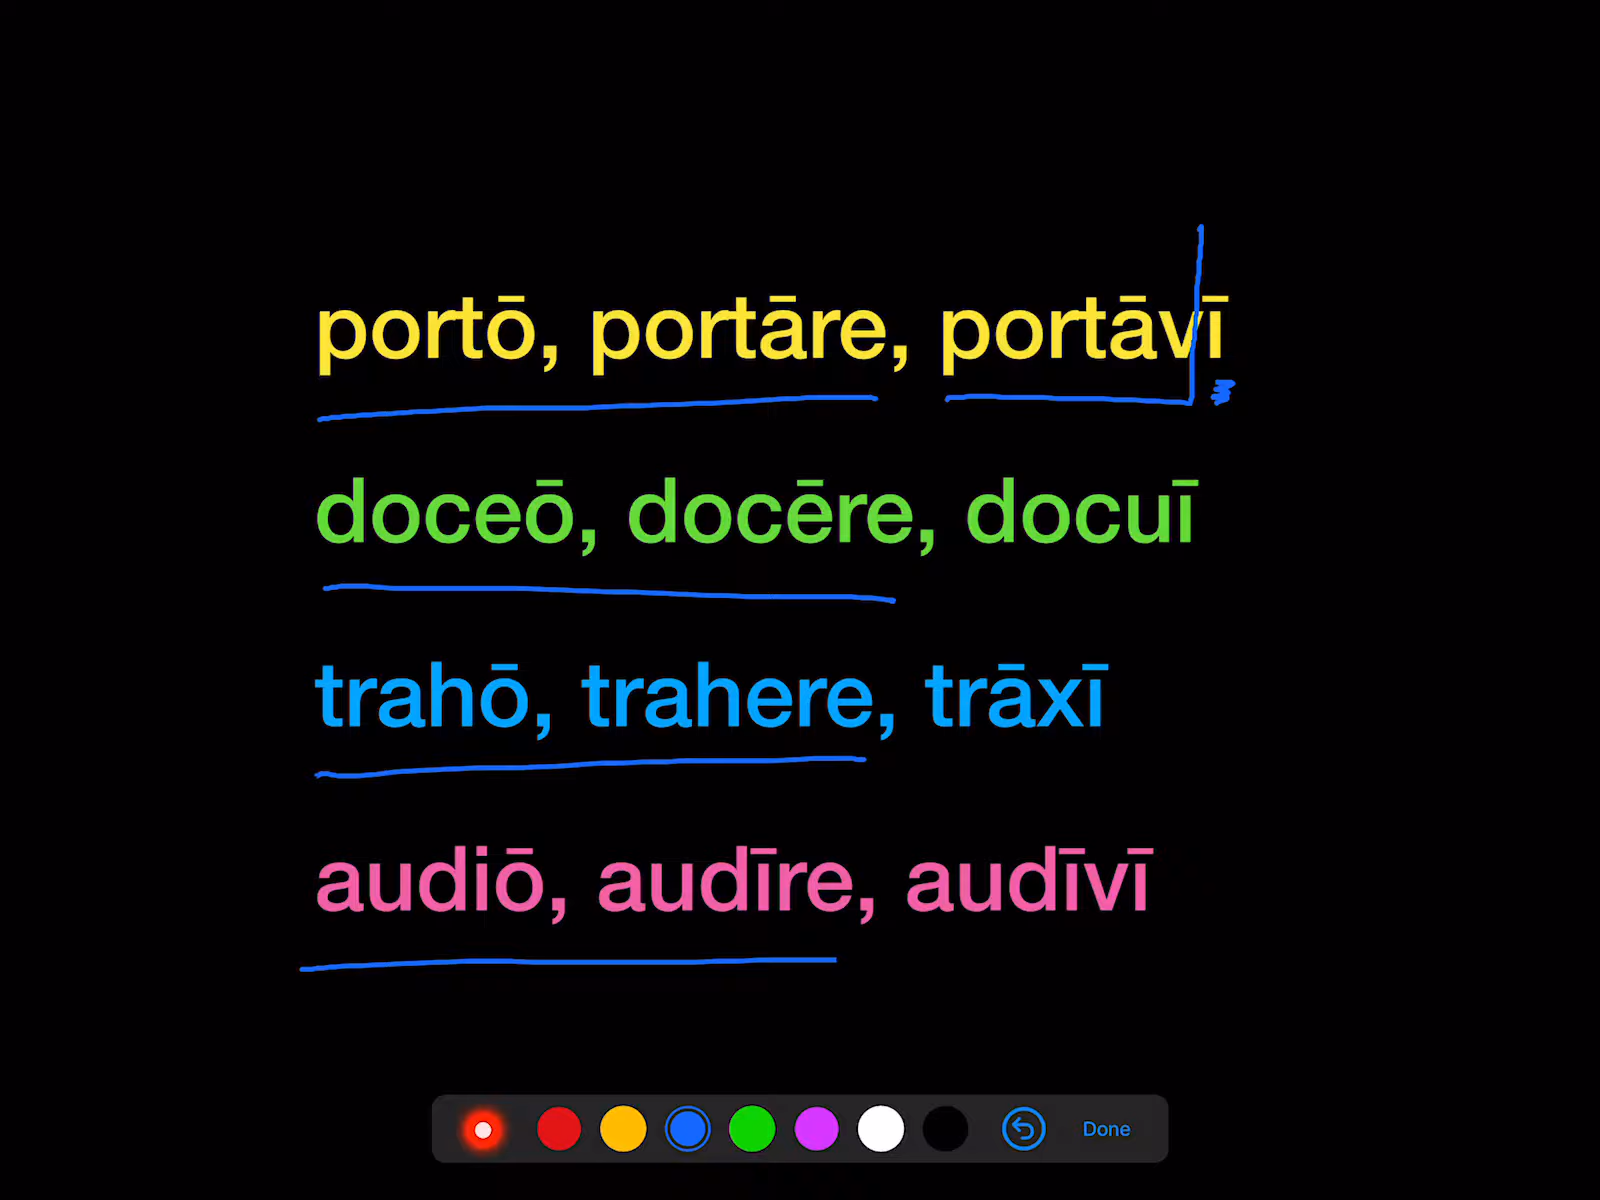 portō, portāre, portāvī
doceō, docēre, docuī
trahō, trahere, trāxī
audiō, audīre, audīvī
Done